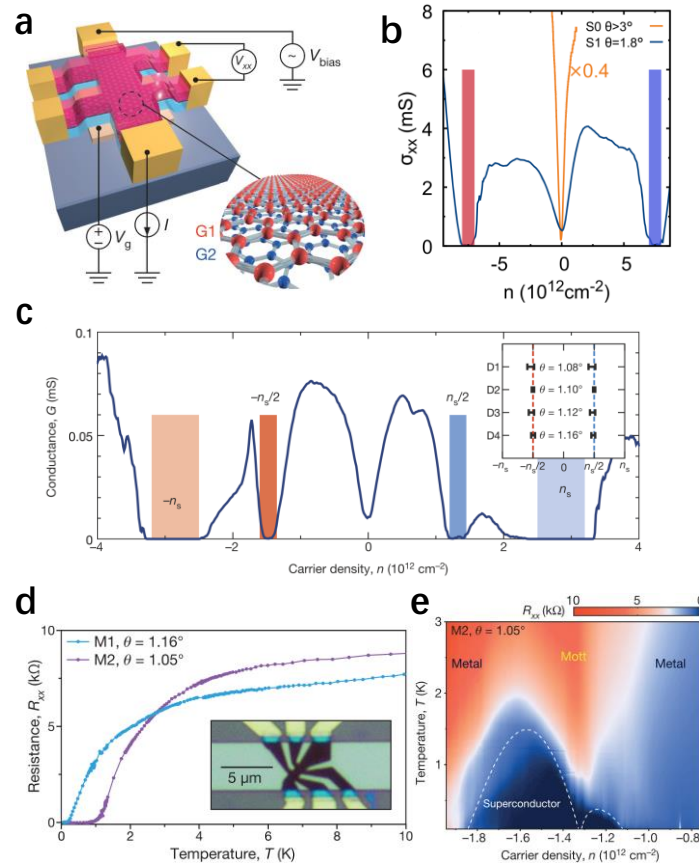 a
V_xx
~
V_bias
V_g
I
G1
G2
b
S0 θ>3°
S1 θ=1.8°
×0.4
σ_xx (mS)
8
6
4
2
0
-5 0 5
n (10^12cm-2)
c
Conductance, G (mS)
0.1
0.05
0
−n_s
−n_s/2
n_s/2
n_s
D1 θ = 1.08°
D2 θ = 1.10°
D3 θ = 1.12°
D4 θ = 1.16°
−n_s −n_s/2 0 n_s/2 n_s
−4 −2 0 2 4
Carrier density, n (10^12 cm−2)
d
M1, θ = 1.16°
M2, θ = 1.05°
Resistance, R_xx (kΩ)
10
5
0
5 μm
0 2 4 6 8 10
Temperature, T (K)
e
R_xx (kΩ)
10 5 0
M2, θ = 1.05°
Metal
Mott
Metal
Superconductor
Temperature, T (K)
3
2
1
−1.8 −1.6 −1.4 −1.2 −1.0 −0.8
Carrier density, n (10^12 cm−2)